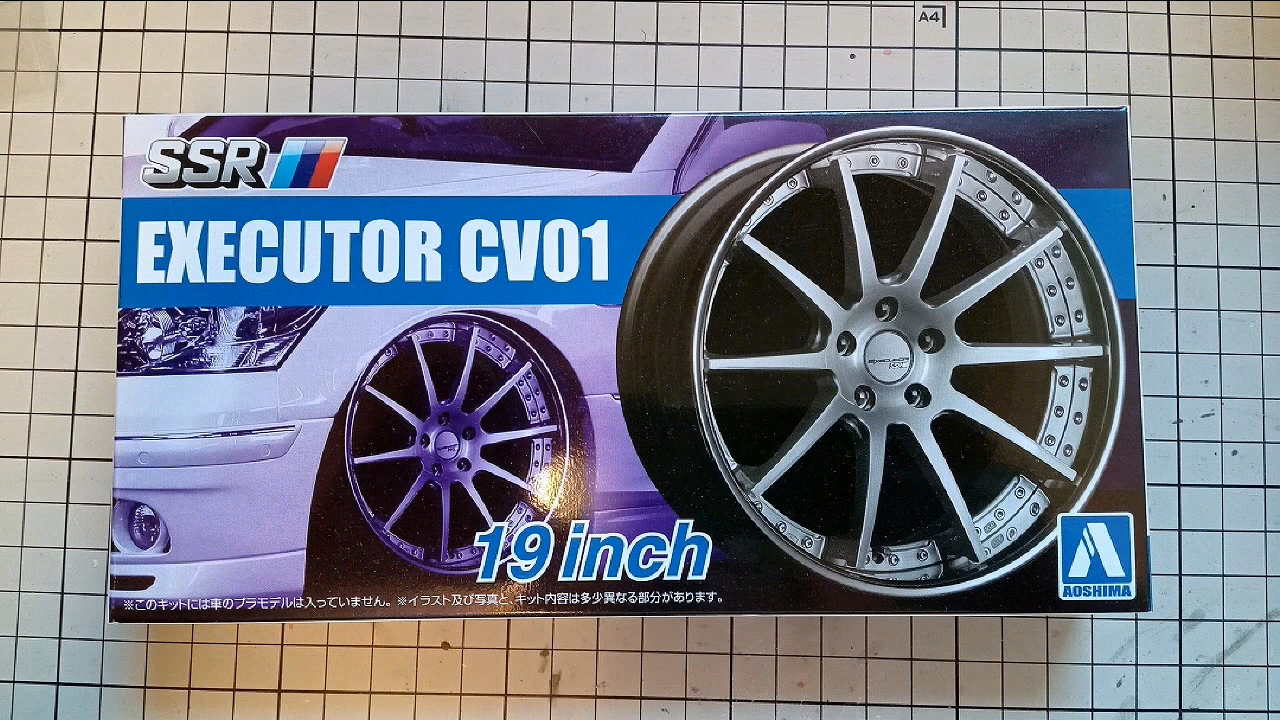 A4
SSR
EXECUTOR CV01
EXECUTOR
19 inch
AOSHIMA
※このキットには車のプラモデルは入っていません。※イラスト及び写真と、キット内容は多少異なる部分があります。